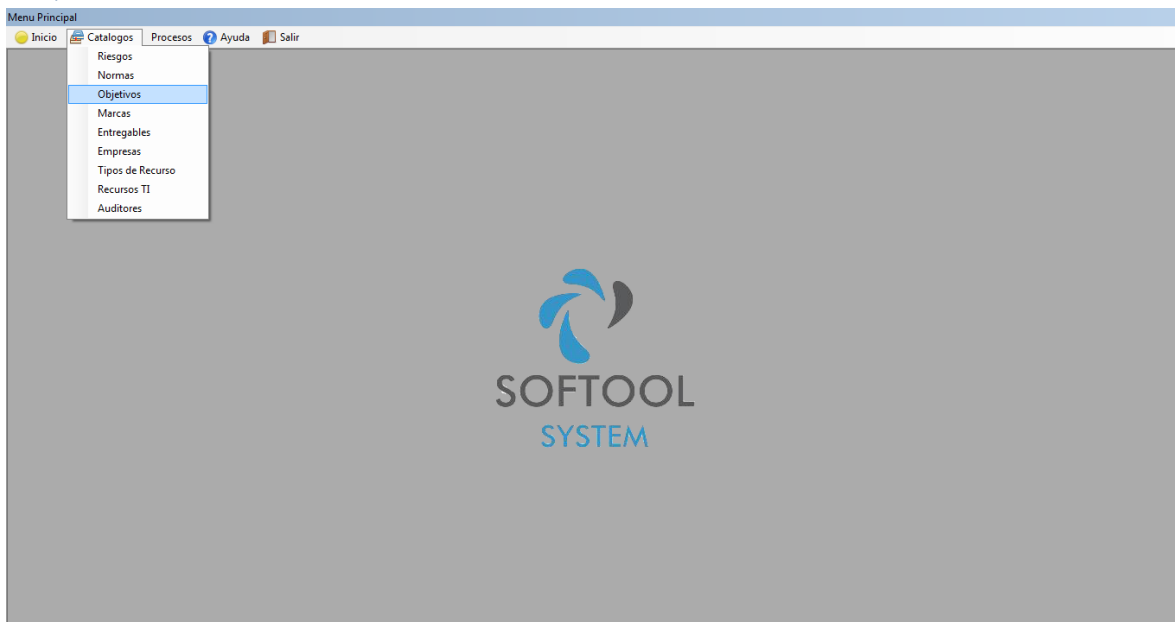 Menu Principal
Inicio Catalogos Procesos Ayuda Salir
Riesgos
Normas
Objetivos
Marcas
Entregables
Empresas
Tipos de Recurso
Recursos TI
Auditores
SOFTOOL
SYSTEM